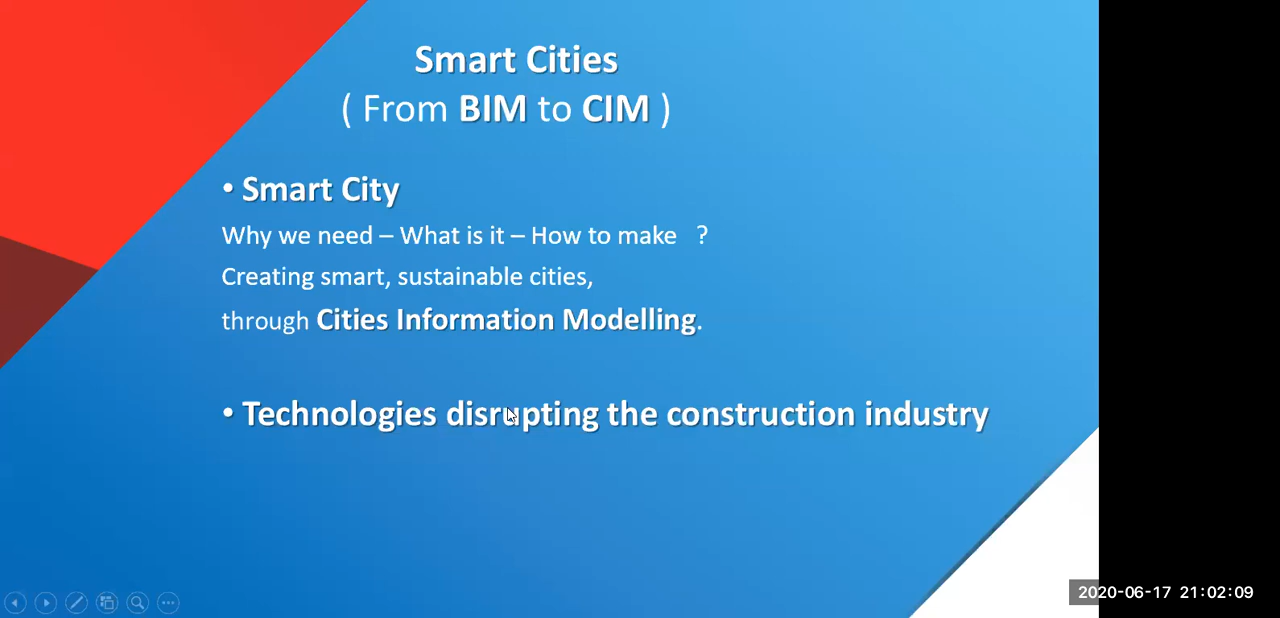 Smart Cities
( From BIM to CIM )
• Smart City
Why we need – What is it – How to make ?
Creating smart, sustainable cities,
through Cities Information Modelling.
• Technologies disrupting the construction industry
2020-06-17 21:02:09